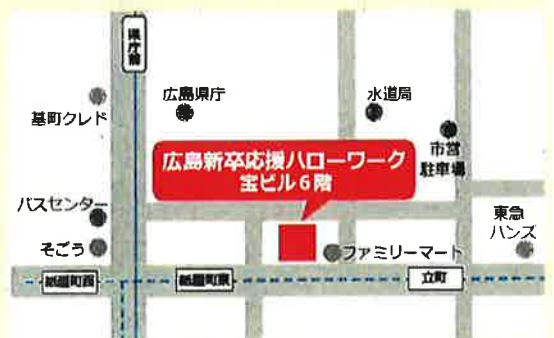 県庁前
広島県庁
水道局
基町クレド
市営
駐車場
広島新卒応援ハローワーク
宝ビル6階
バスセンター
東急
ハンズ
そごう
ファミリーマート
紙屋町西
紙屋町東
立町